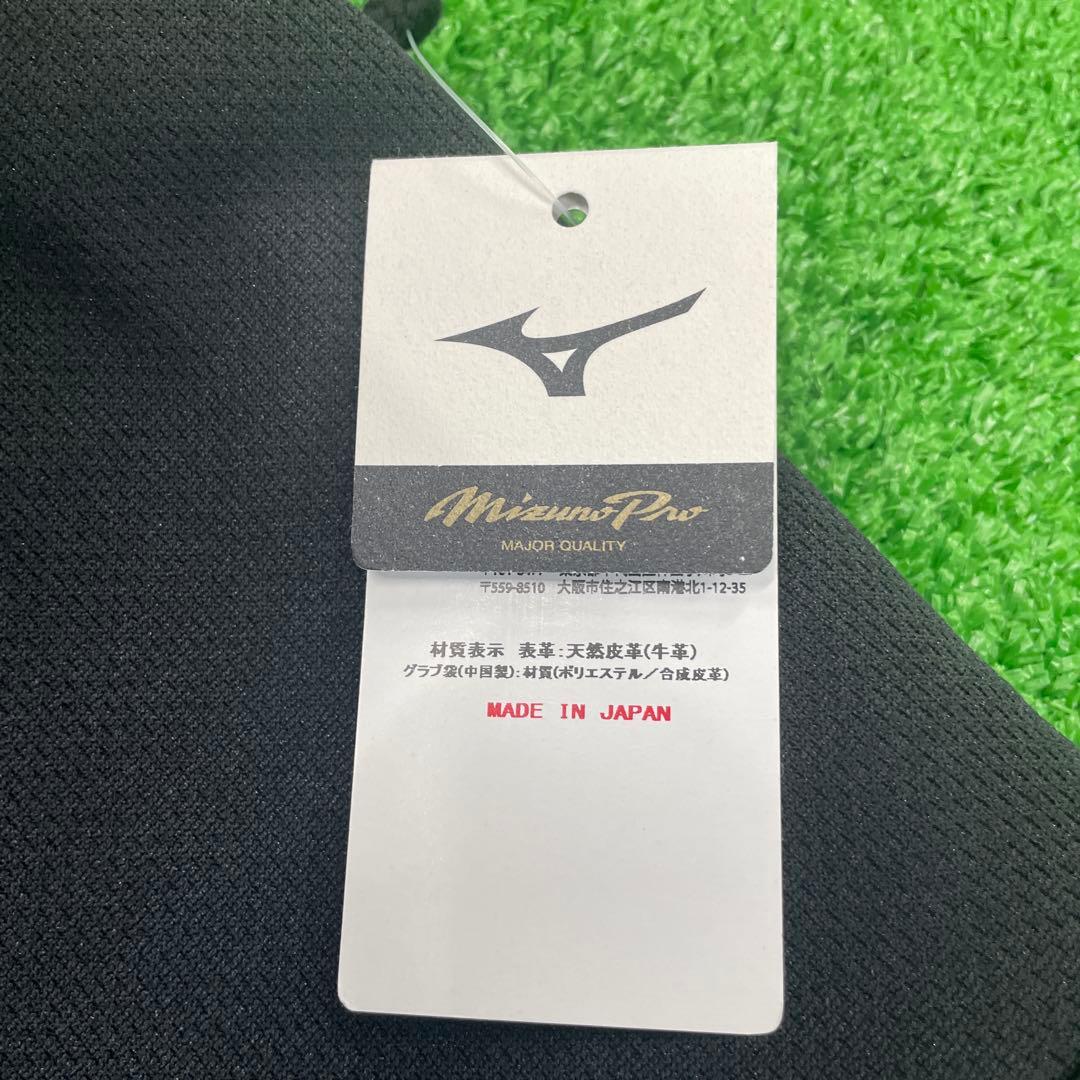 Mizuno Pro
MAJOR QUALITY
〒559-8510 大阪市住之江区南港北1-12-35
材質表示 表革:天然皮革(牛革)
グラブ袋(中国製):材質(ポリエステル/合成皮革)
MADE IN JAPAN